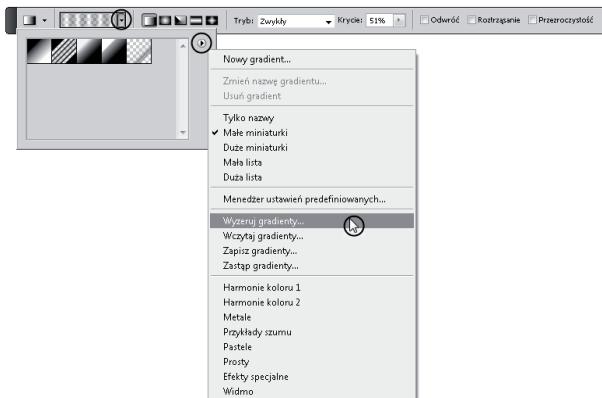 Tryb: Zwykły Krycie: 51% Odwróć Roztrząsanie Przezroczystość
Nowy gradient...
Zmień nazwę gradientu...
Usuń gradient
Tylko nazwy
Małe miniaturki
Duże miniaturki
Mała lista
Duża lista
Menedżer ustawień predefiniowanych...
Wyzeruj gradienty...
Wczytaj gradienty...
Zapisz gradienty...
Zastąp gradienty...
Harmonie koloru 1
Harmonie koloru 2
Metale
Przykłady szumu
Pastele
Prosty
Efekty specjalne
Widmo